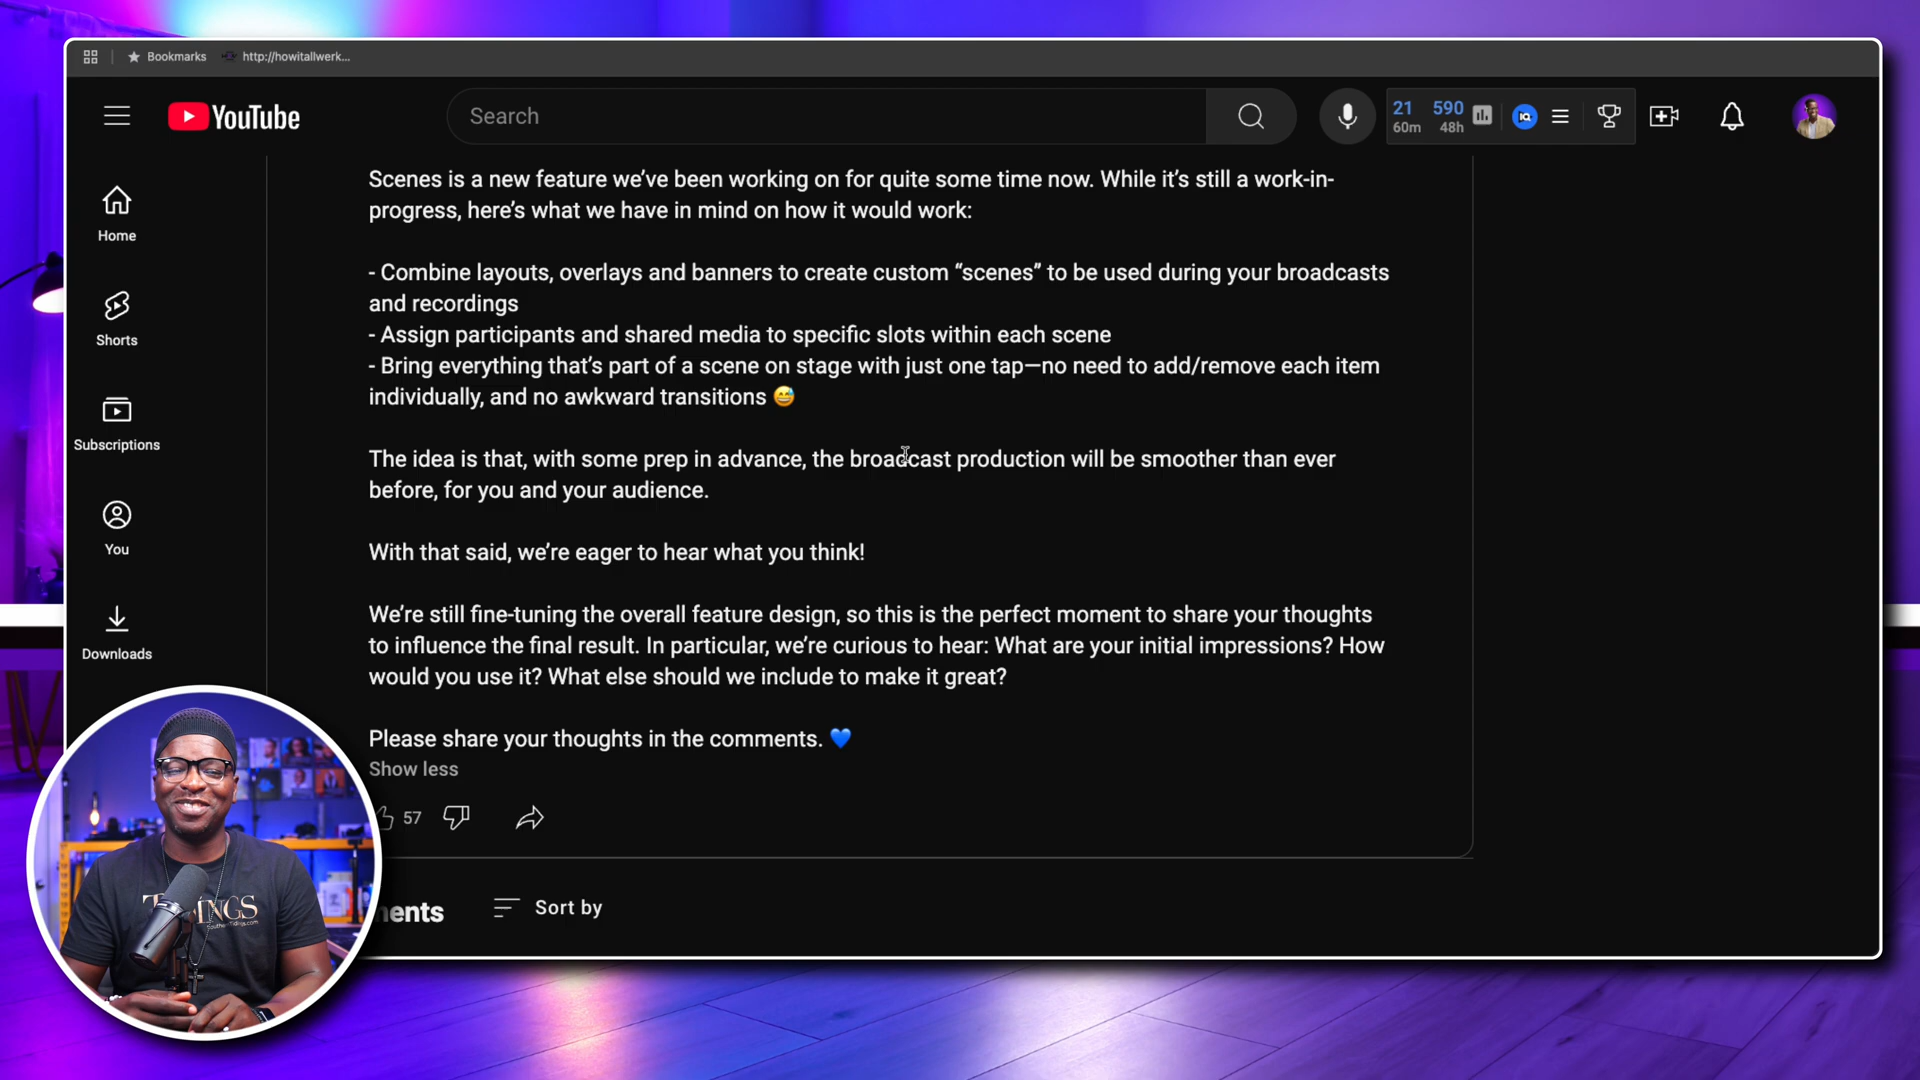 Bookmarks
http://howitallwerk...
YouTube
Search
21
60m
590
48h
IQ
Home
Shorts
Subscriptions
You
Downloads
Scenes is a new feature we’ve been working on for quite some time now. While it’s still a work-in-
progress, here’s what we have in mind on how it would work:
- Combine layouts, overlays and banners to create custom “scenes” to be used during your broadcasts
and recordings
- Assign participants and shared media to specific slots within each scene
- Bring everything that’s part of a scene on stage with just one tap—no need to add/remove each item
individually, and no awkward transitions 😅
The idea is that, with some prep in advance, the broadcast production will be smoother than ever
before, for you and your audience.
With that said, we’re eager to hear what you think!
We’re still fine-tuning the overall feature design, so this is the perfect moment to share your thoughts
to influence the final result. In particular, we’re curious to hear: What are your initial impressions? How
would you use it? What else should we include to make it great?
Please share your thoughts in the comments. 💙
Show less
57
ments
Sort by